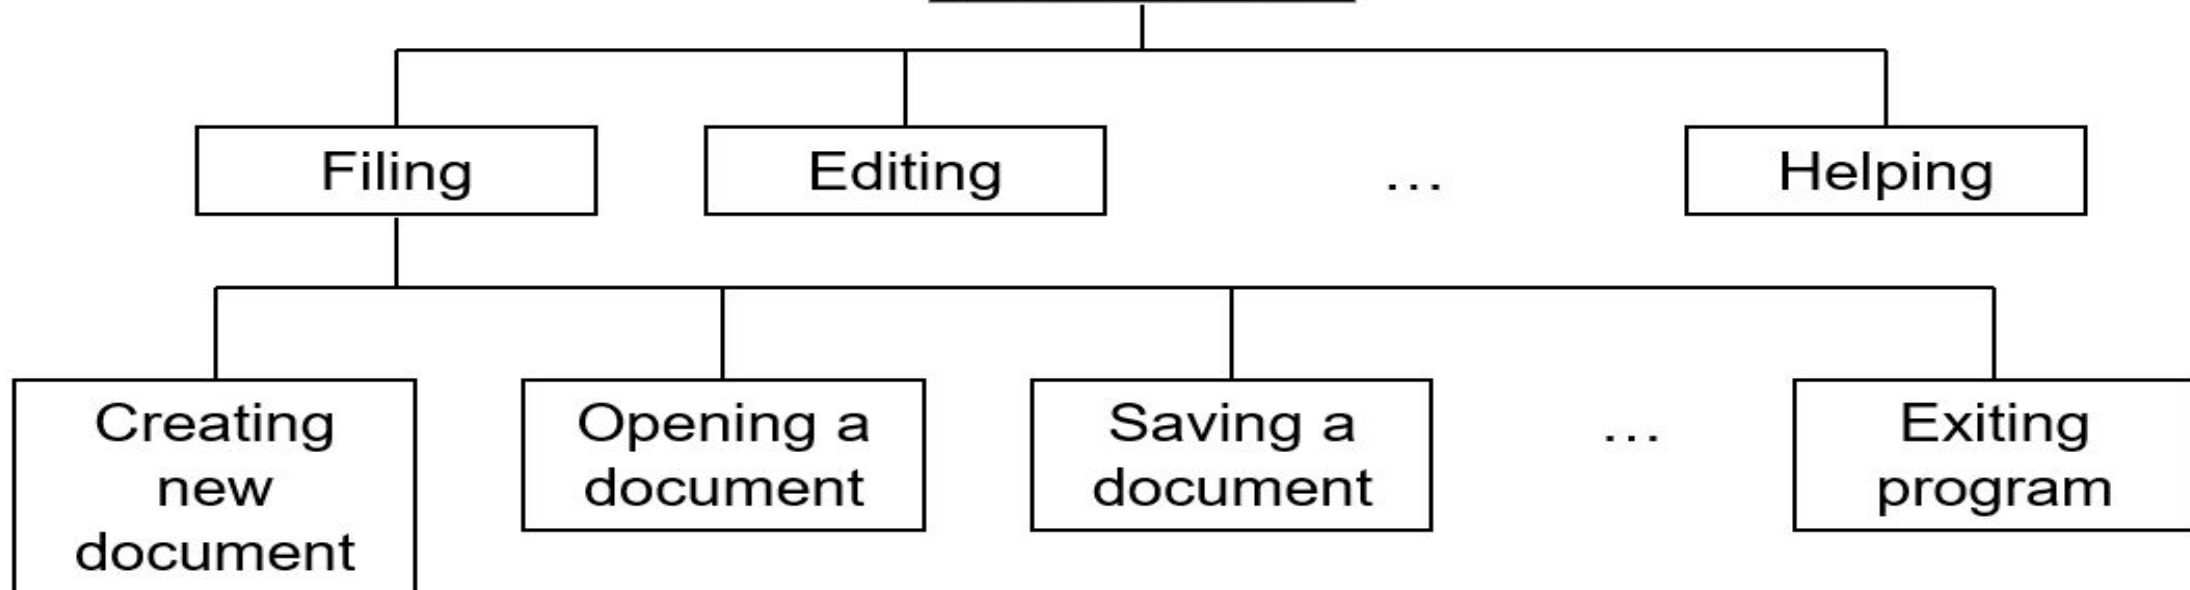 Filing
Editing
...
Helping
Creating
new
document
Opening a
document
Saving a
document
...
Exiting
program